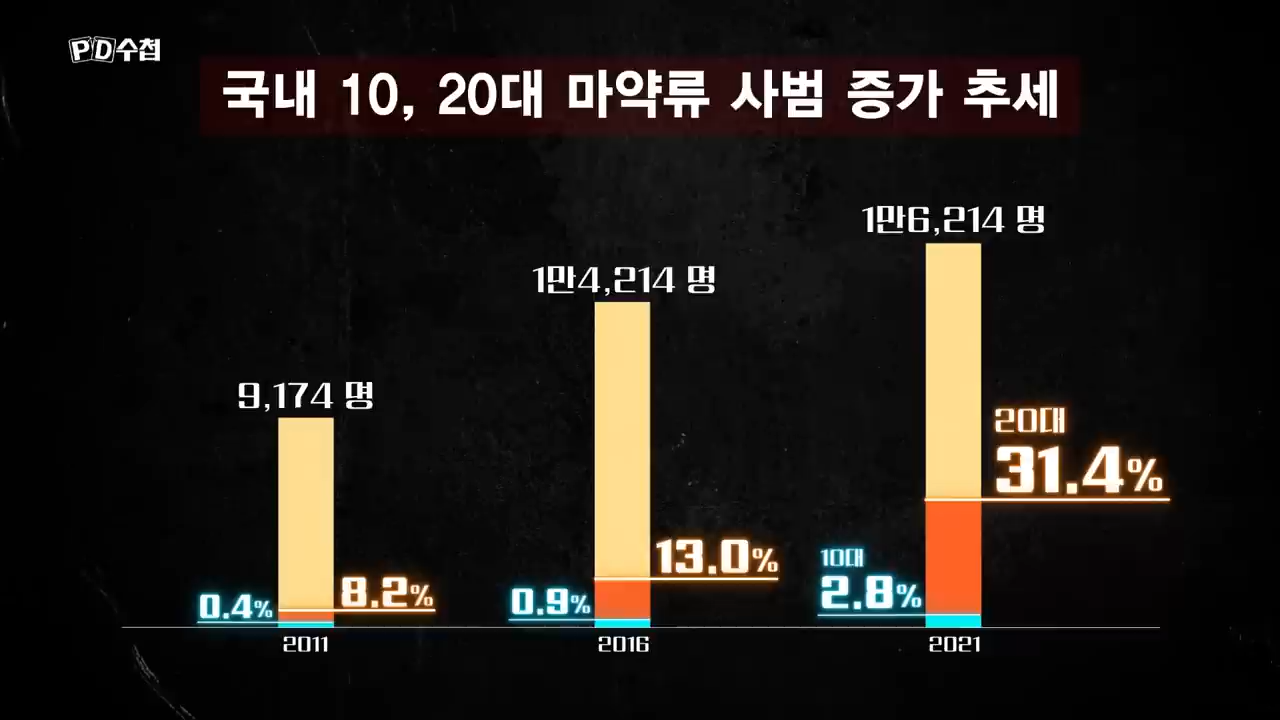 PD수첩
국내 10, 20대 마약류 사범 증가 추세
1만6,214 명
1만4,214 명
9,174 명
20대
31.4%
13.0%
10대
2.8%
8.2%
0.9%
0.4%
2011
2016
2021